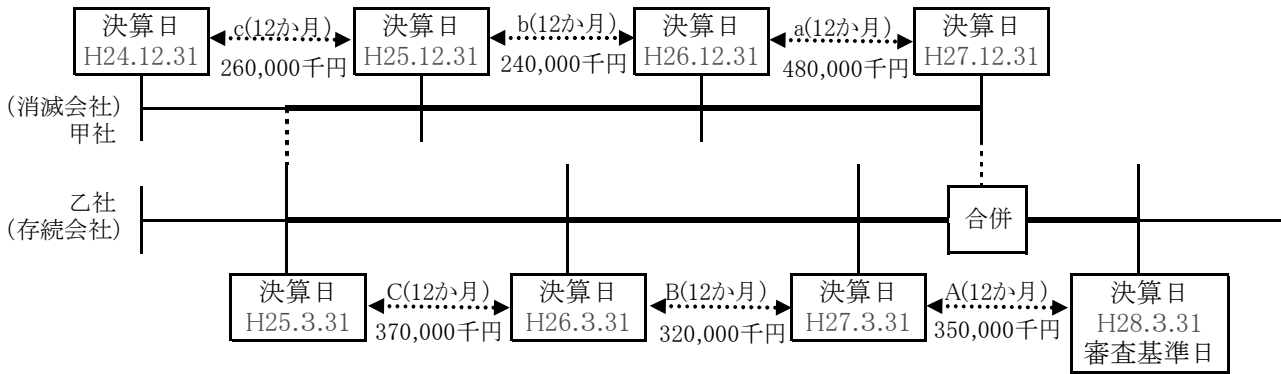 決算日
H24.12.31
c(12か月)
260,000千円
決算日
H25.12.31
b(12か月)
240,000千円
決算日
H26.12.31
a(12か月)
480,000千円
決算日
H27.12.31
(消滅会社)
甲社
乙社
(存続会社)
合併
決算日
H25.3.31
C(12か月)
370,000千円
決算日
H26.3.31
B(12か月)
320,000千円
決算日
H27.3.31
A(12か月)
350,000千円
決算日
H28.3.31
審査基準日